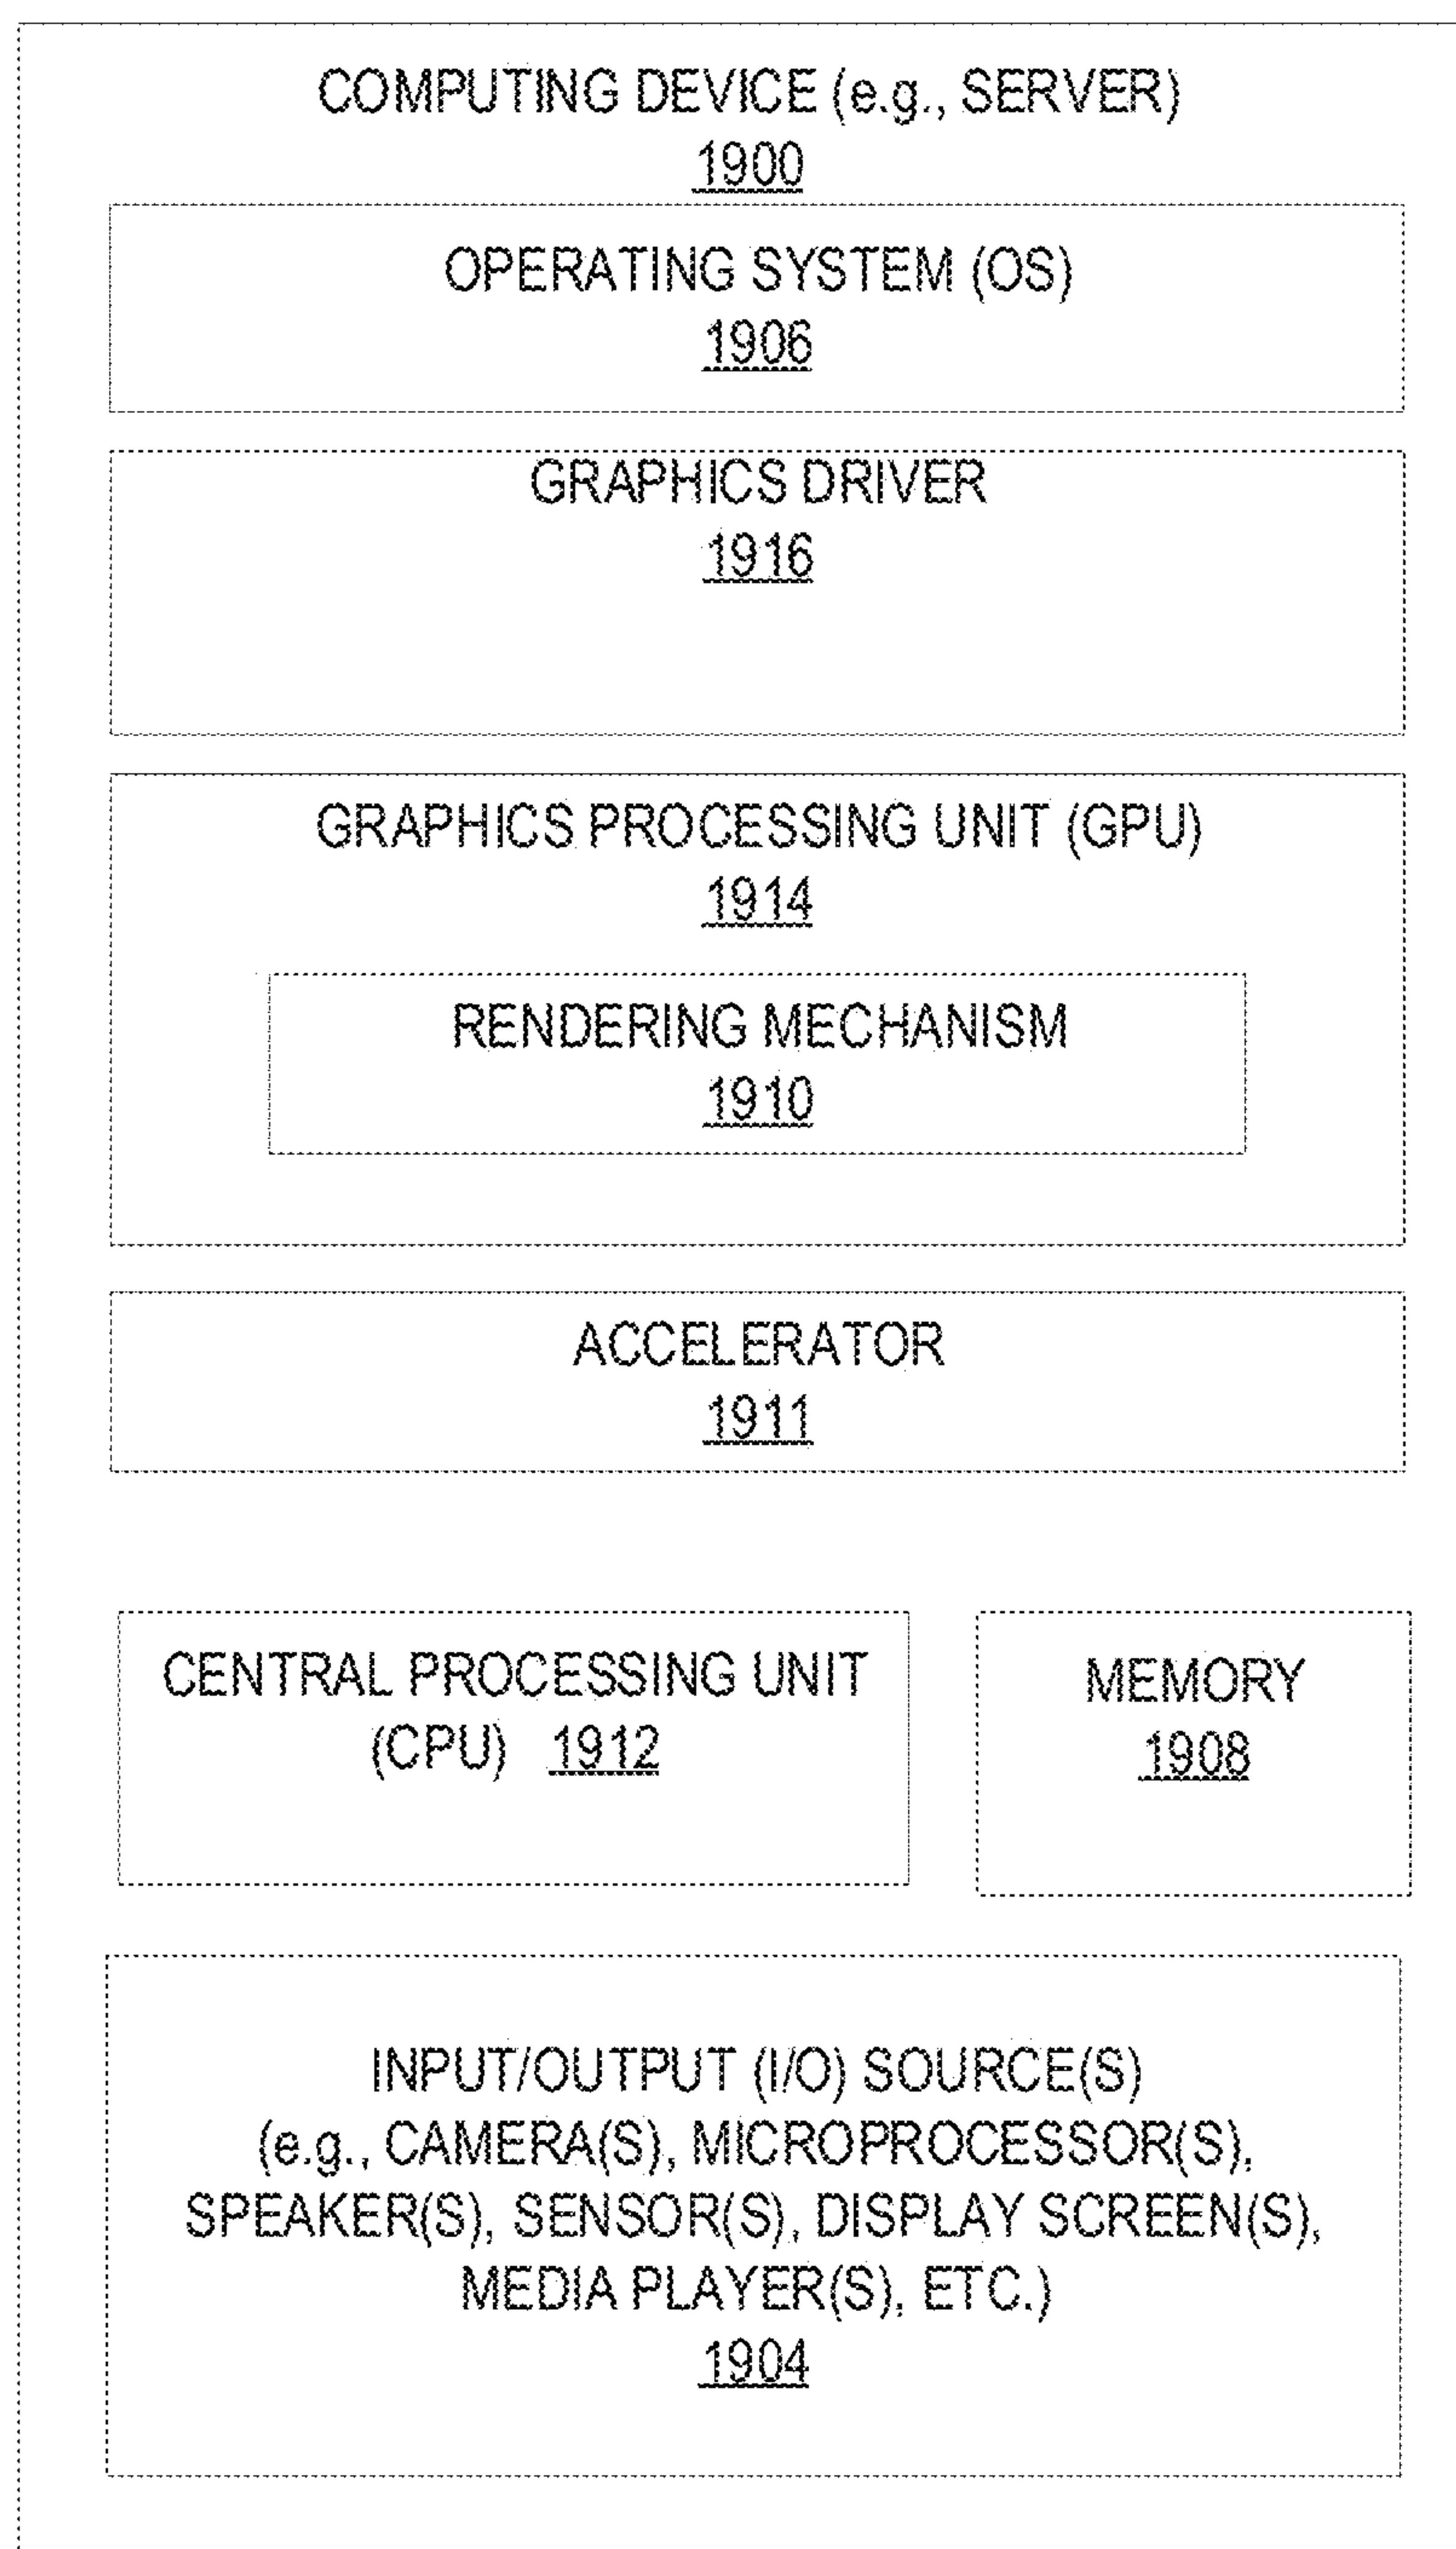 COMPUTING DEVICE (e.g., SERVER)
1900
OPERATING SYSTEM (OS)
1906
GRAPHICS DRIVER
1916
GRAPHICS PROCESSING UNIT (GPU)
1914
RENDERING MECHANISM
1910
ACCELERATOR
1911
CENTRAL PROCESSING UNIT
(CPU) 1912
MEMORY
1908
INPUT/OUTPUT (I/O) SOURCE(S)
(e.g., CAMERA(S), MICROPROCESSOR(S),
SPEAKER(S), SENSOR(S), DISPLAY SCREEN(S),
MEDIA PLAYER(S), ETC.)
1904